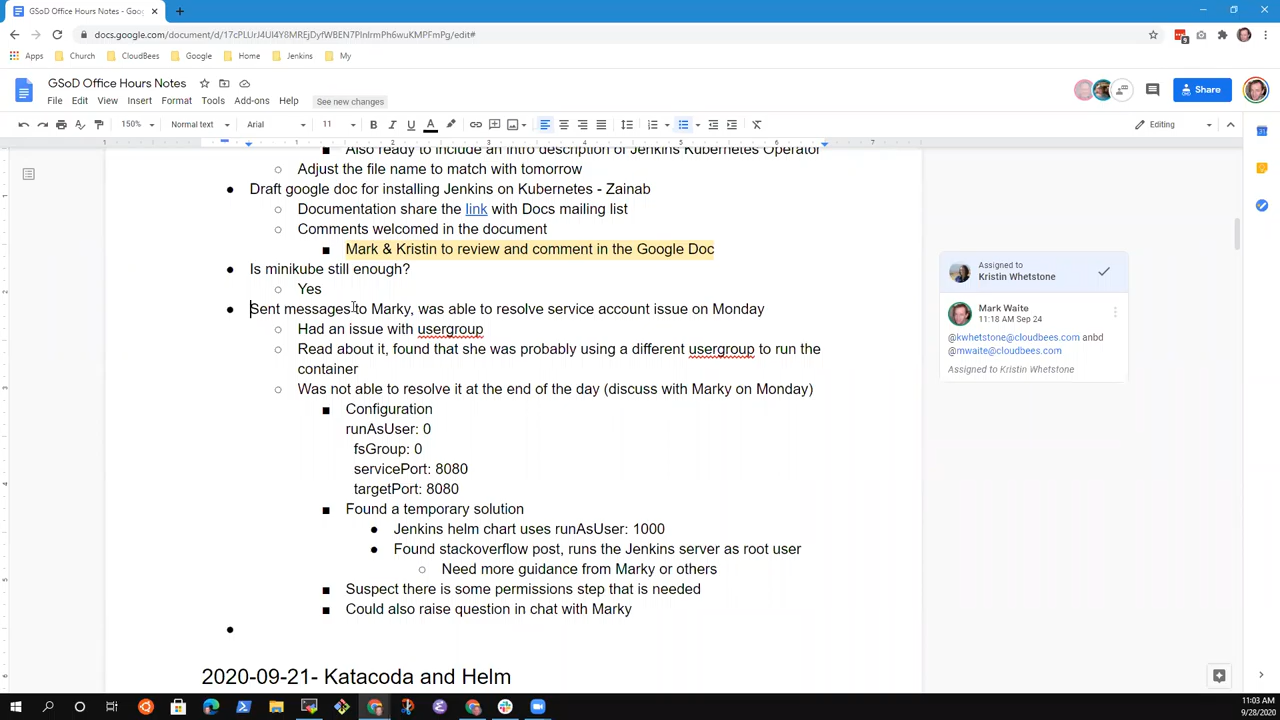 GSoD Office Hours Notes - Goog
docs.google.com/document/d/17cPLUrJ4UI4Y8MREjDyfWBEN7PlnlrmPh6wuKMPFmPg/edit#
Apps Church CloudBees Google Home Jenkins My
GSoD Office Hours Notes
File Edit View Insert Format Tools Add-ons Help See new changes
Share
150% Normal text Arial 11 Editing
1 1 2 3 4 5 6 7
Also ready to include an intro description of Jenkins Kubernetes Operator
Adjust the file name to match with tomorrow
Draft google doc for installing Jenkins on Kubernetes - Zainab
Documentation share the link with Docs mailing list
Comments welcomed in the document
Mark & Kristin to review and comment in the Google Doc
Is minikube still enough?
Yes
Sent messages to Marky, was able to resolve service account issue on Monday
Had an issue with usergroup
Read about it, found that she was probably using a different usergroup to run the
container
Was not able to resolve it at the end of the day (discuss with Marky on Monday)
Configuration
runAsUser: 0
fsGroup: 0
servicePort: 8080
targetPort: 8080
Found a temporary solution
Jenkins helm chart uses runAsUser: 1000
Found stackoverflow post, runs the Jenkins server as root user
Need more guidance from Marky or others
Suspect there is some permissions step that is needed
Could also raise question in chat with Marky
2020-09-21- Katacoda and Helm
Assigned to
Kristin Whetstone
Mark Waite
11:18 AM Sep 24
@kwhetstone@cloudbees.com anbd
@mwaite@cloudbees.com
Assigned to Kristin Whetstone
11:03 AM
9/28/2020